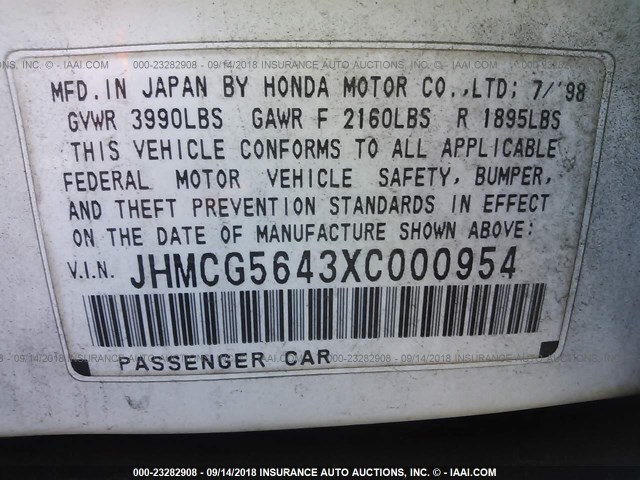 MFD. IN JAPAN BY HONDA MOTOR CO.,LTD; 7/'98
GVWR 3990LBS GAWR F 2160LBS R 1895LBS
THIS VEHICLE CONFORMS TO ALL APPLICABLE
FEDERAL MOTOR VEHICLE SAFETY, BUMPER,
AND THEFT PREVENTION STANDARDS IN EFFECT
ON THE DATE OF MANUFACTURE SHOWN ABOVE:
V.I.N. JHMCG5643XC000954
PASSENGER CAR
000-23282908 - 09/14/2018 INSURANCE AUTO AUCTIONS, INC. - © IAAI.COM